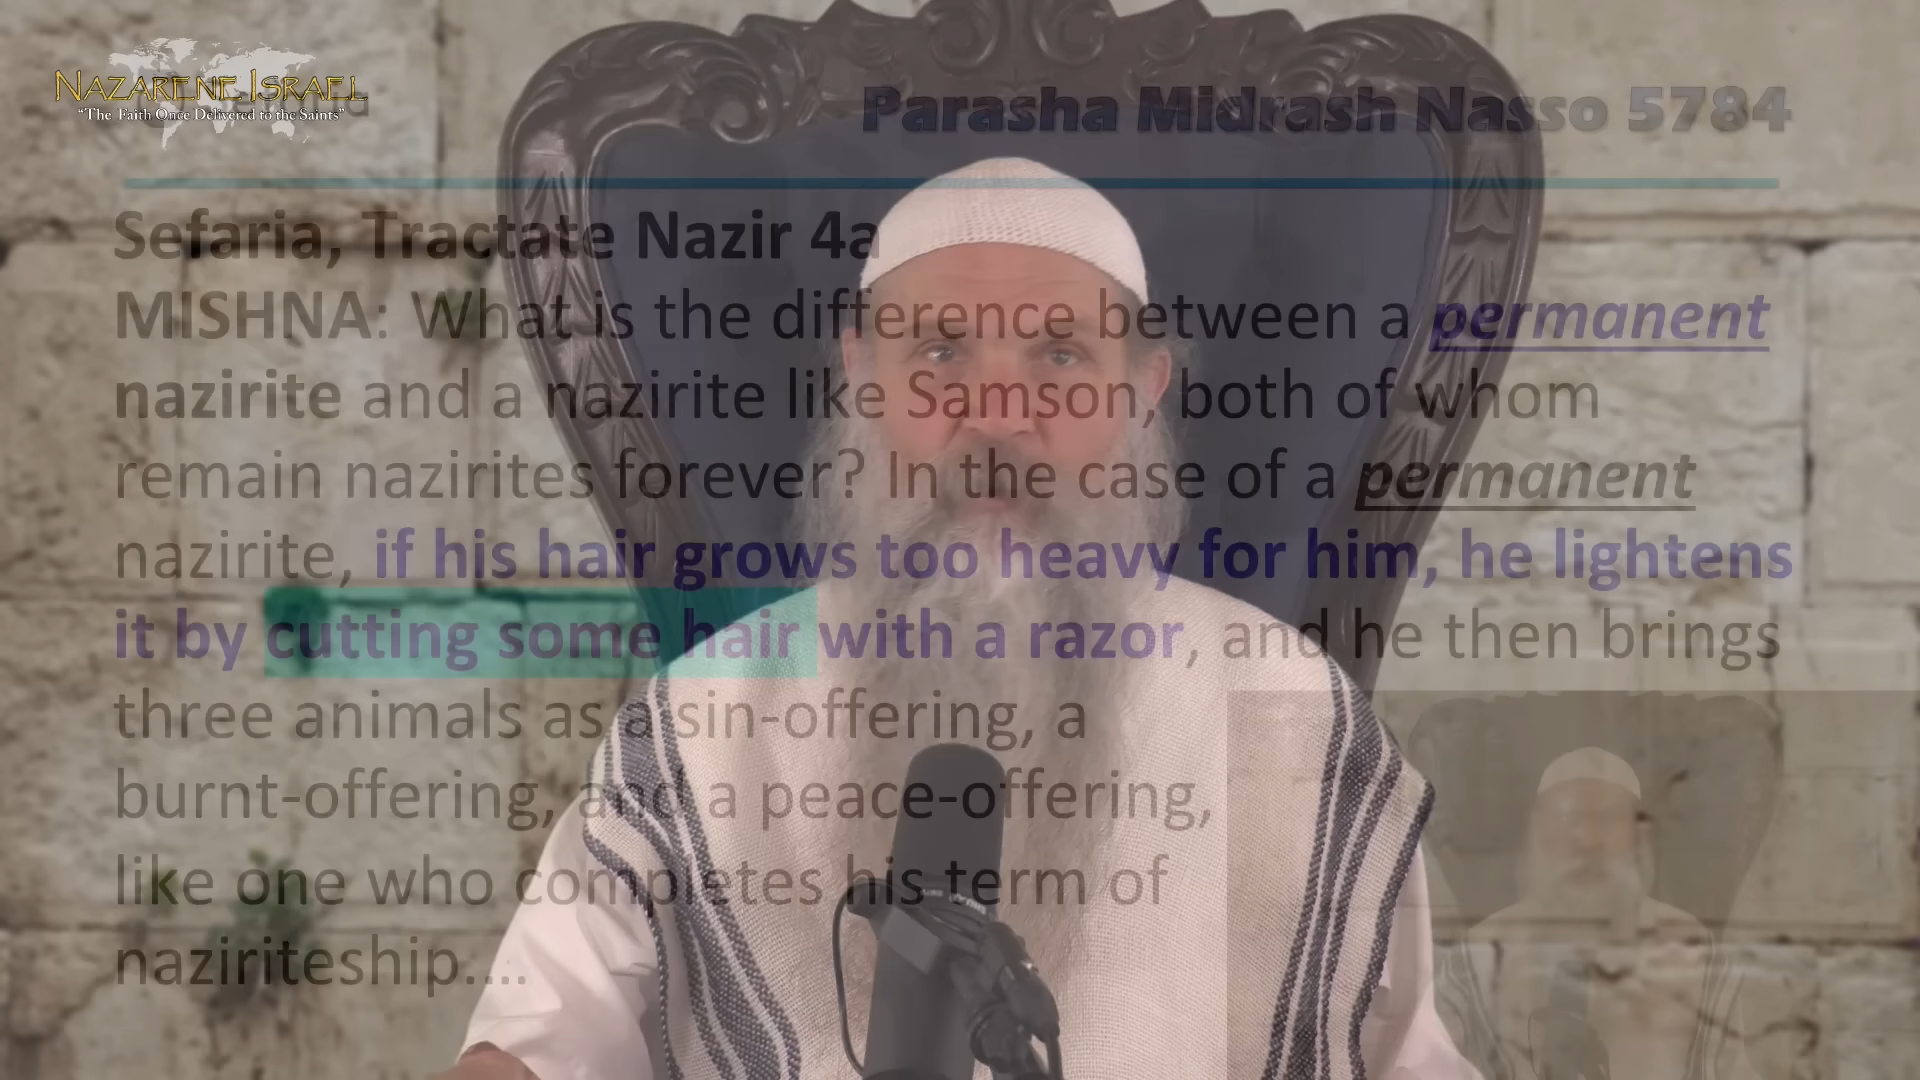 NAZARENE ISRAEL
"The Faith Once Delivered to the Saints"
Parasha Midrash Nasso 5784
Sefaria, Tractate Nazir 4a
MISHNA: What is the difference between a permanent
nazirite and a nazirite like Samson, both of whom
remain nazirites forever? In the case of a permanent
nazirite, if his hair grows too heavy for him, he lightens
it by cutting some hair with a razor, and he then brings
three animals as a sin-offering, a
burnt-offering, and a peace-offering,
like one who completes his term of
naziriteship....